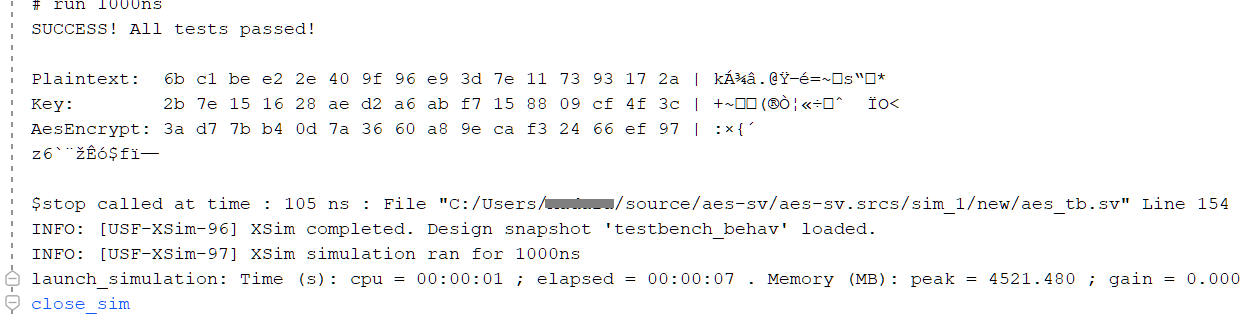 # run 1000ns
SUCCESS! All tests passed!
Plaintext:  6b c1 be e2 2e 40 9f 96 e9 3d 7e 11 73 93 17 2a | kÁ¾â.@Ÿ–é=~□s“□*
Key:        2b 7e 15 16 28 ae d2 a6 ab f7 15 88 09 cf 4f 3c | +~□□(®Ò¦«÷□ˆ  ÏO<
AesEncrypt: 3a d7 7b b4 0d 7a 36 60 a8 9e ca f3 24 66 ef 97 | :×{´
z6`¨žÊó$fï—
$stop called at time : 105 ns : File "C:/Users/ /source/aes-sv/aes-sv.srcs/sim_1/new/aes_tb.sv" Line 154
INFO: [USF-XSim-96] XSim completed. Design snapshot 'testbench_behav' loaded.
INFO: [USF-XSim-97] XSim simulation ran for 1000ns
launch_simulation: Time (s): cpu = 00:00:01 ; elapsed = 00:00:07 . Memory (MB): peak = 4521.480 ; gain = 0.000
close_sim